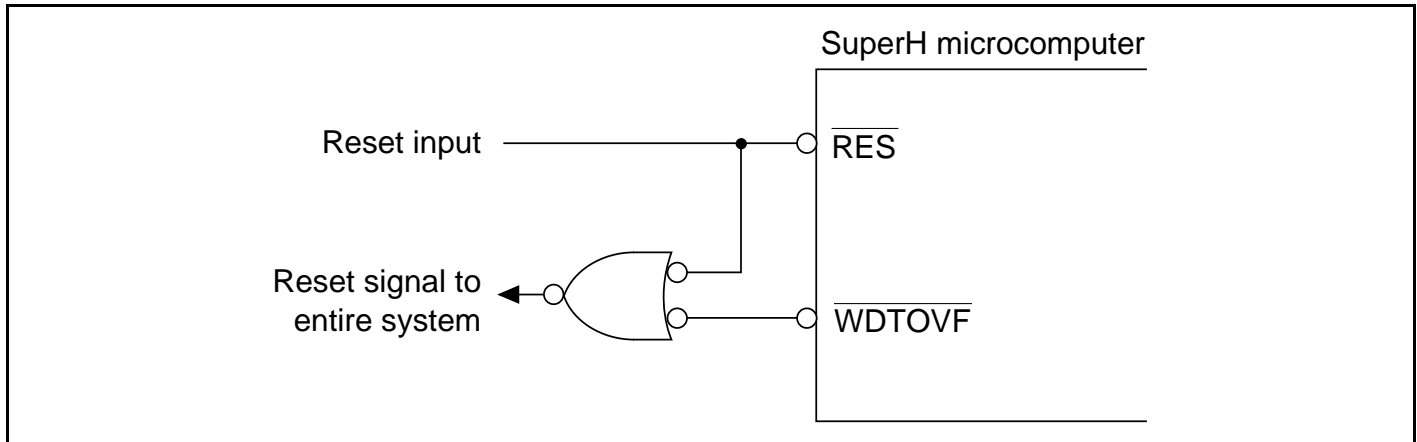 SuperH microcomputer
Reset input
RES
Reset signal to
entire system
WDTOVF